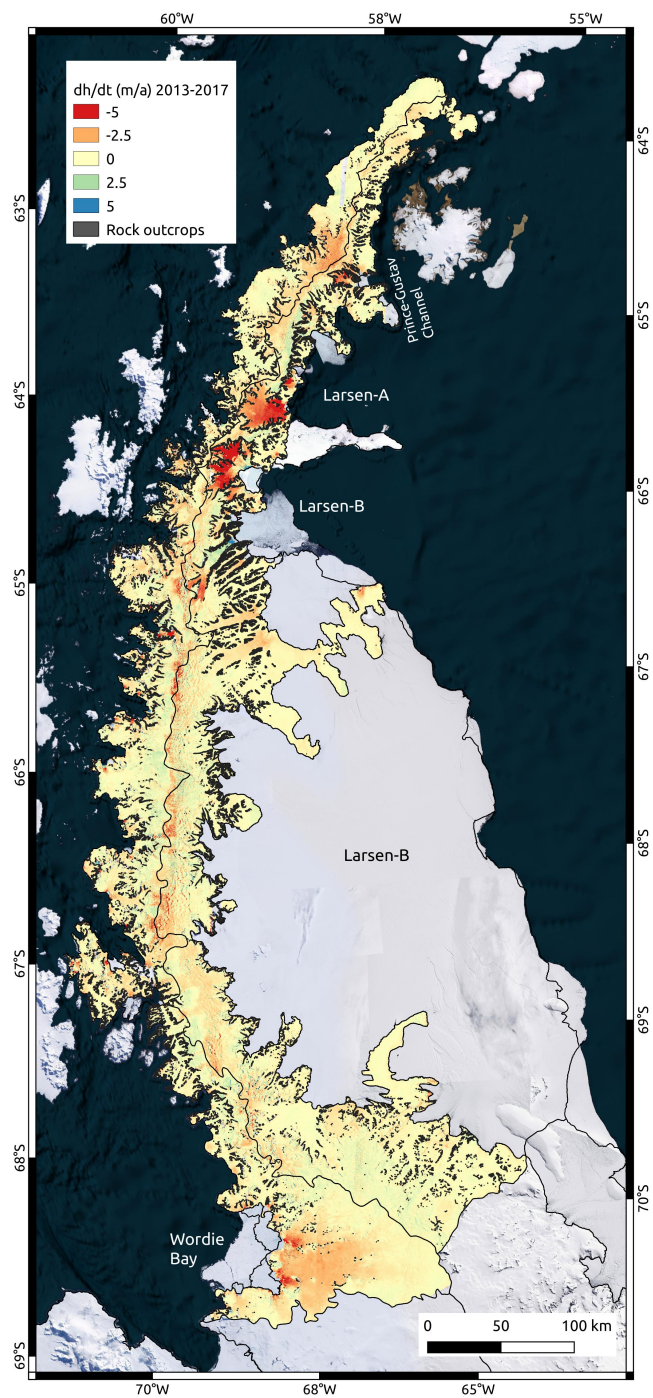 60°W 58°W 55°W
dh/dt (m/a) 2013-2017
-5
-2.5
0
2.5
5
Rock outcrops
64°S
63°S
Prince-Gustav
Channel
65°S
64°S
Larsen-A
66°S
Larsen-B
65°S
67°S
66°S
68°S
Larsen-B
67°S
69°S
68°S
70°S
Wordie
Bay
0 50 100 km
69°S
70°W 68°W 65°W